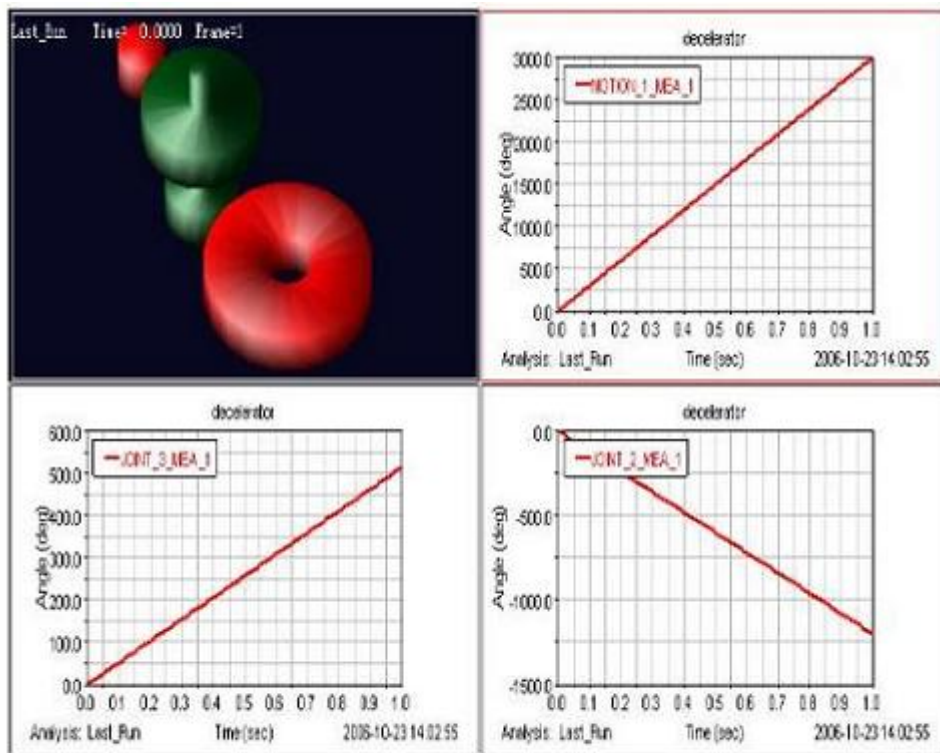 Last_Run Time= 0.0000 Frame=1
decelerator
3000.0
2500.0
2000.0
1500.0
1000.0
500.0
0.0
Angle (deg)
MOTION_1_MEA_1
0.0 0.1 0.2 0.3 0.4 0.5 0.6 0.7 0.8 0.9 1.0
Analysis: Last_Run Time (sec) 2006-10-23 14:02:55
decelerator
600.0
500.0
400.0
300.0
200.0
100.0
0.0
Angle (deg)
JOINT_3_MEA_1
0.0 0.1 0.2 0.3 0.4 0.5 0.6 0.7 0.8 0.9 1.0
Analysis: Last_Run Time (sec) 2006-10-23 14:02:55
decelerator
0.0
-500.0
-1000.0
-1500.0
Angle (deg)
JOINT_2_MEA_1
0.0 0.1 0.2 0.3 0.4 0.5 0.6 0.7 0.8 0.9 1.0
Analysis: Last_Run Time (sec) 2006-10-23 14:02:55